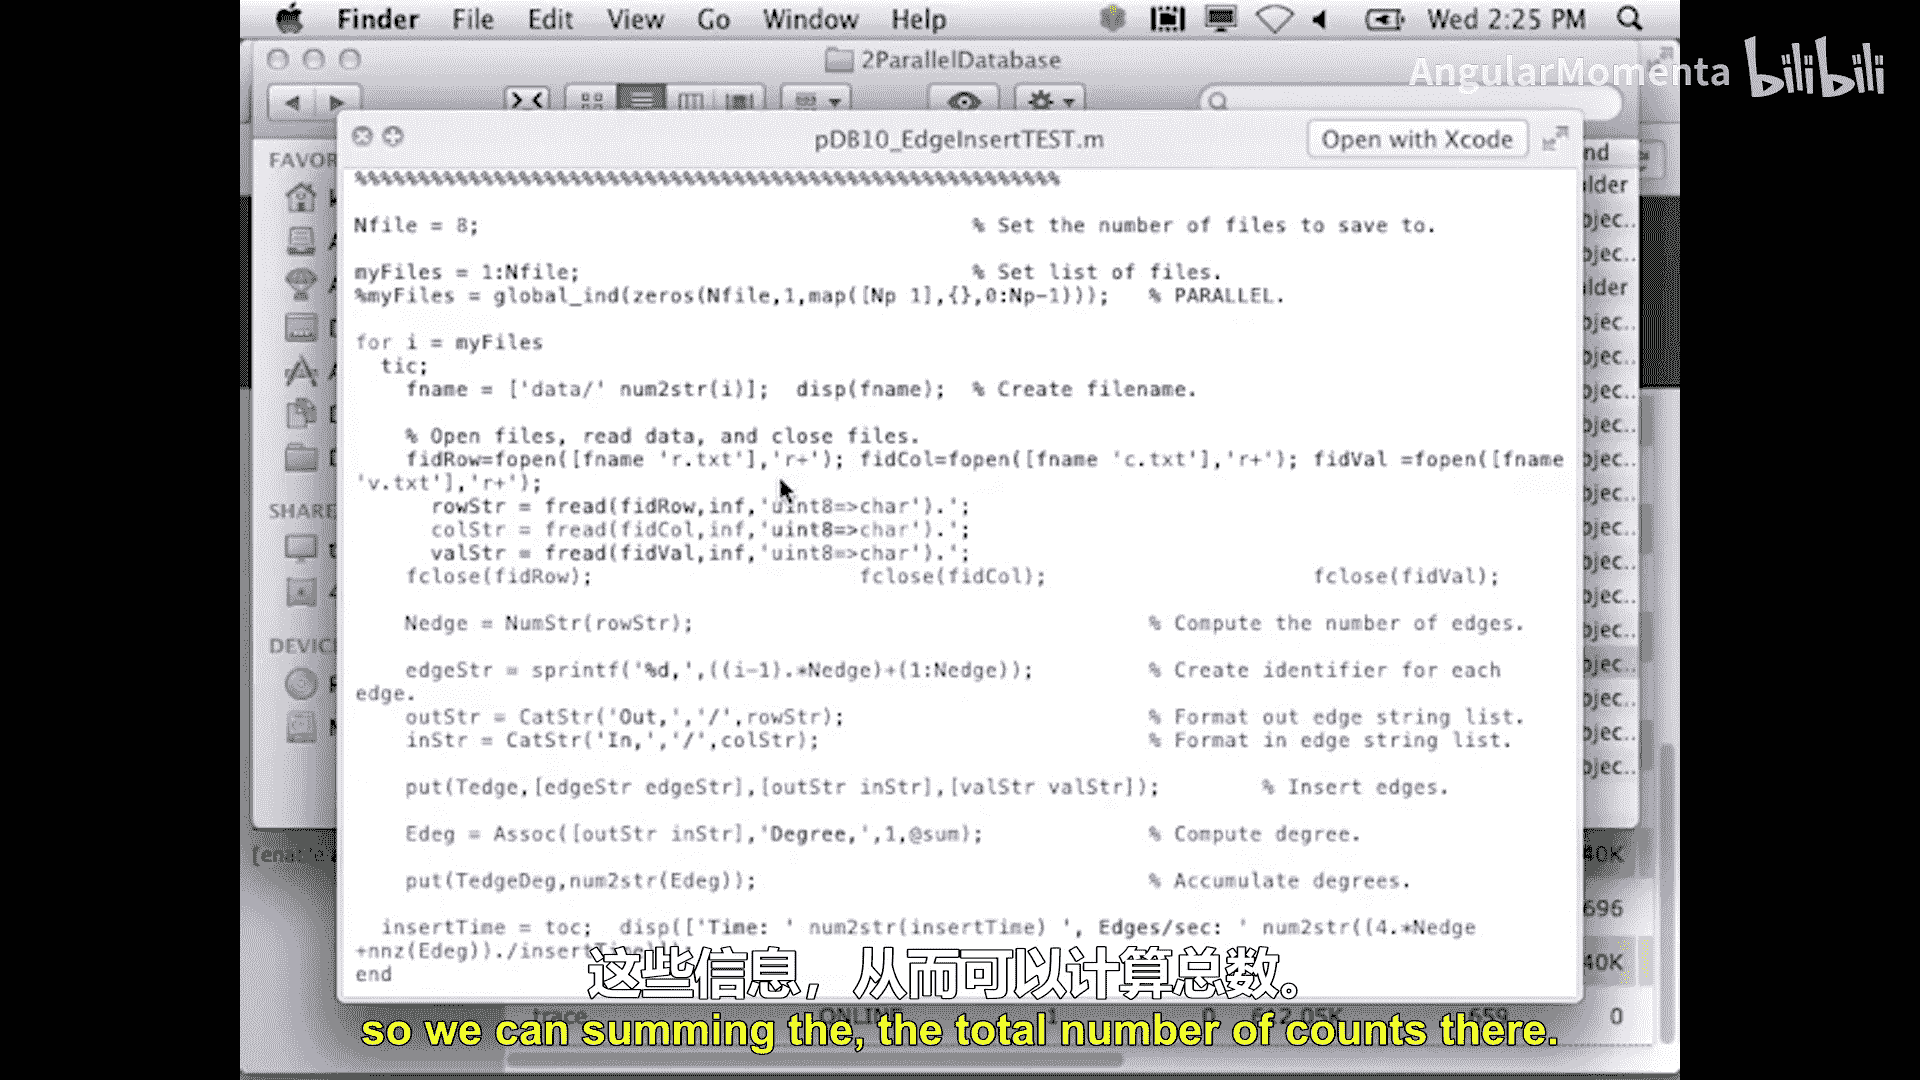 Finder File Edit View Go Window Help Wed 2:25 PM
2ParallelDatabase
AngularMomenta bilibili
pDB10_EdgeInsertTEST.m
Open with Xcode
FAVOR
SHARE
DEVIC
%%%%%%%%%%%%%%%%%%%%%%%%%%%%%%%%%%%%%%%%%%%%%%%%%%%%%%%%
Nfile = 8; % Set the number of files to save to.
myFiles = 1:Nfile; % Set list of files.
%myFiles = global_ind(zeros(Nfile,1,map([Np 1],{},0:Np-1))); % PARALLEL.
for i = myFiles
tic;
fname = ['data/' num2str(i)]; disp(fname); % Create filename.
% Open files, read data, and close files.
fidRow=fopen([fname 'r.txt'],'r+'); fidCol=fopen([fname 'c.txt'],'r+'); fidVal =fopen([fname
'v.txt'],'r+');
rowStr = fread(fidRow,inf,'uint8=>char').';
colStr = fread(fidCol,inf,'uint8=>char').';
valStr = fread(fidVal,inf,'uint8=>char').';
fclose(fidRow); fclose(fidCol); fclose(fidVal);
Nedge = NumStr(rowStr); % Compute the number of edges.
edgeStr = sprintf('%d,',((i-1).*Nedge)+(1:Nedge)); % Create identifier for each
edge.
outStr = CatStr('Out,','/',rowStr); % Format out edge string list.
inStr = CatStr('In,','/',colStr); % Format in edge string list.
put(Tedge,[edgeStr edgeStr],[outStr inStr],[valStr valStr]); % Insert edges.
Edeg = Assoc([outStr inStr],'Degree,',1,@sum); % Compute degree.
put(TedgeDeg,num2str(Edeg)); % Accumulate degrees.
insertTime = toc; disp(['Time: ' num2str(insertTime) ', Edges/sec: ' num2str((4.*Nedge
+nnz(Edeg))./insertTime)]);
end
这些信息，从而可以计算总数。
so we can summing the, the total number of counts there.